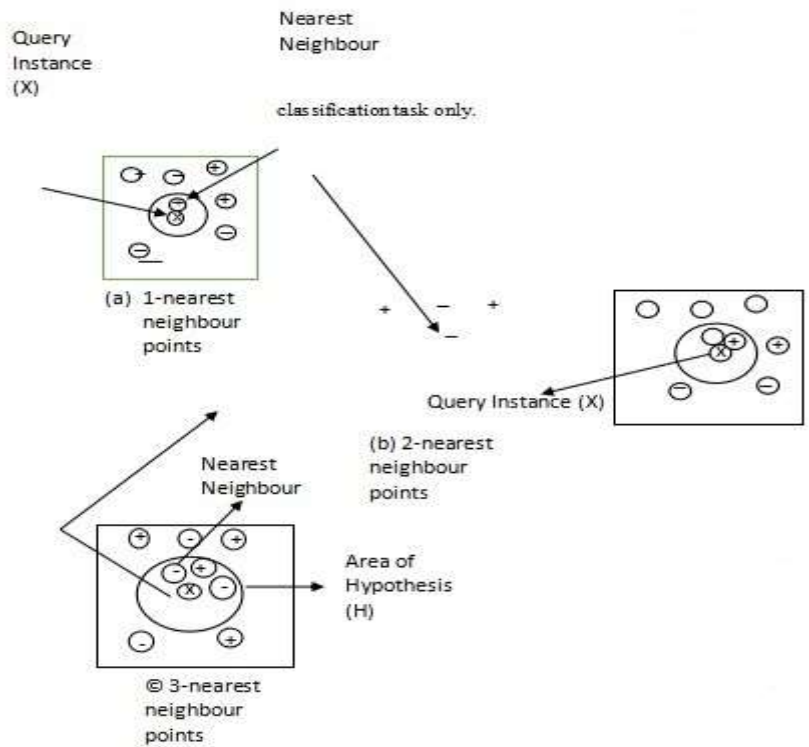 Query
Instance
(X)
Nearest
Neighbour
classification task only.
+ − +
+ − +
X −
−
(a) 1-nearest
neighbour
points
+ − +
−
+ +
X
− −
Query Instance (X)
(b) 2-nearest
neighbour
points
Nearest
Neighbour
+ - +
- +
X -
- +
Area of
Hypothesis
(H)
© 3-nearest
neighbour
points